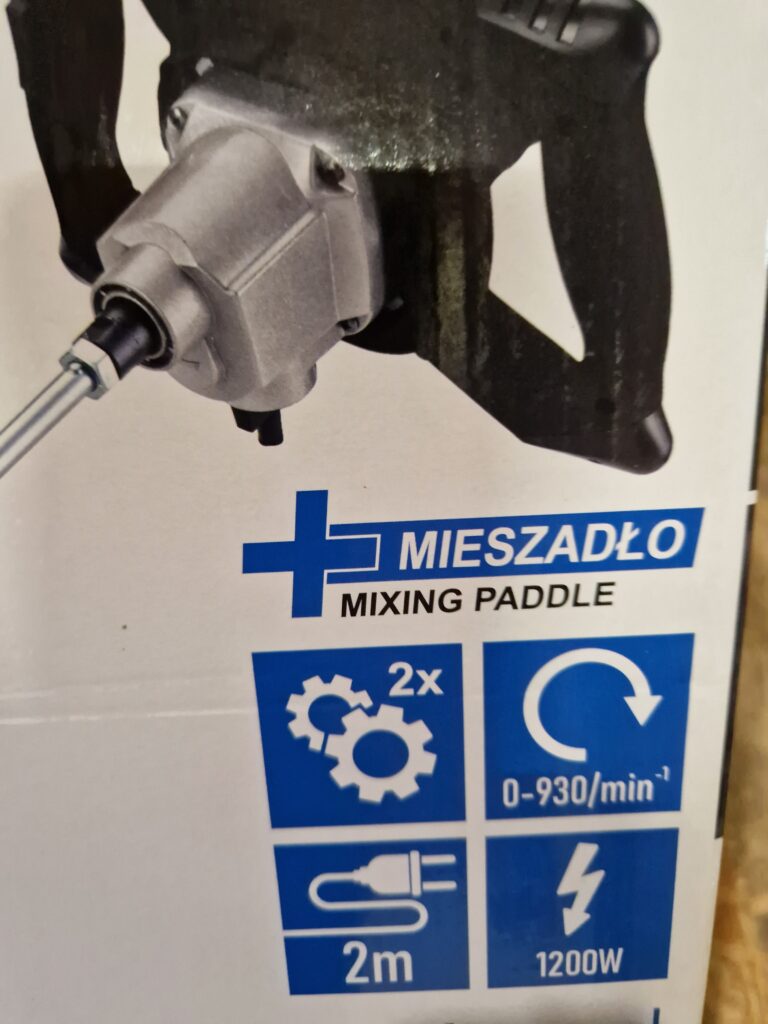 MIESZADŁO
MIXING PADDLE
2x
0-930/min⁻¹
2m
1200W